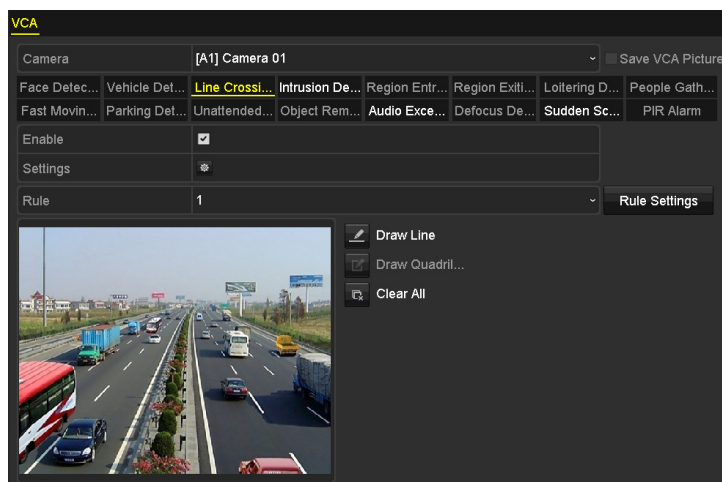 VCA
Camera [A1] Camera 01 Save VCA Picture
Face Detec... Vehicle Det... Line Crossi... Intrusion De... Region Entr... Region Exiti... Loitering D... People Gath...
Fast Movin... Parking Det... Unattended... Object Rem... Audio Exce... Defocus De... Sudden Sc... PIR Alarm
Enable
Settings
Rule 1 Rule Settings
Draw Line
Draw Quadril...
Clear All